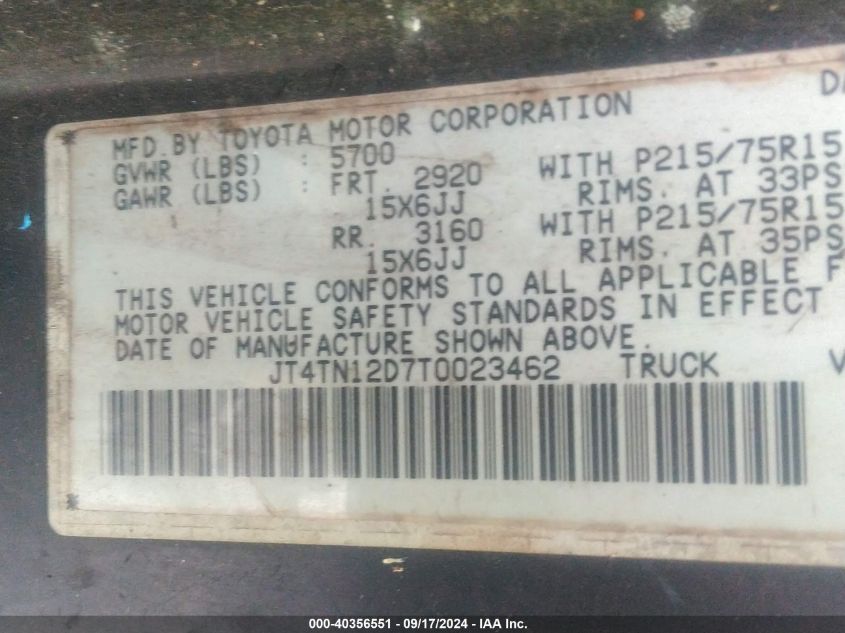 DA
MFD. BY TOYOTA MOTOR CORPORATION
GVWR (LBS) : 5700
GAWR (LBS) : FRT. 2920 WITH P215/75R15
15X6JJ RIMS. AT 33PS
RR. 3160 WITH P215/75R15
15X6JJ RIMS. AT 35PS
THIS VEHICLE CONFORMS TO ALL APPLICABLE F
MOTOR VEHICLE SAFETY STANDARDS IN EFFECT
DATE OF MANUFACTURE SHOWN ABOVE.
JT4TN12D7T0023462 TRUCK V
000-40356551 - 09/17/2024 - IAA Inc.